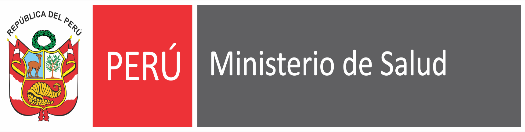 REPÚBLICA DEL PERÚ
PERÚ
Ministerio de Salud